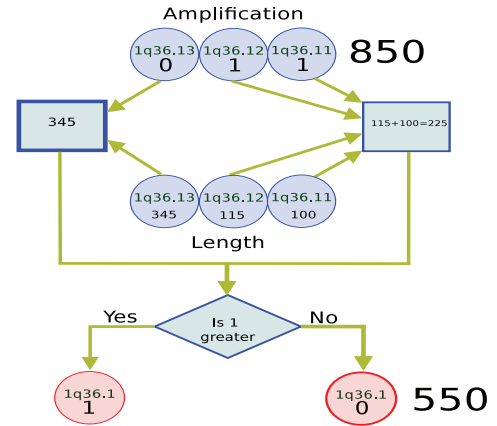 Amplification
1q36.13 1q36.12 1q36.11 850
0 1 1
345 115+100=225
1q36.13 1q36.12 1q36.11
345 115 100
Length
Is 1
greater
Yes No
1q36.1 1q36.1 550
1 0